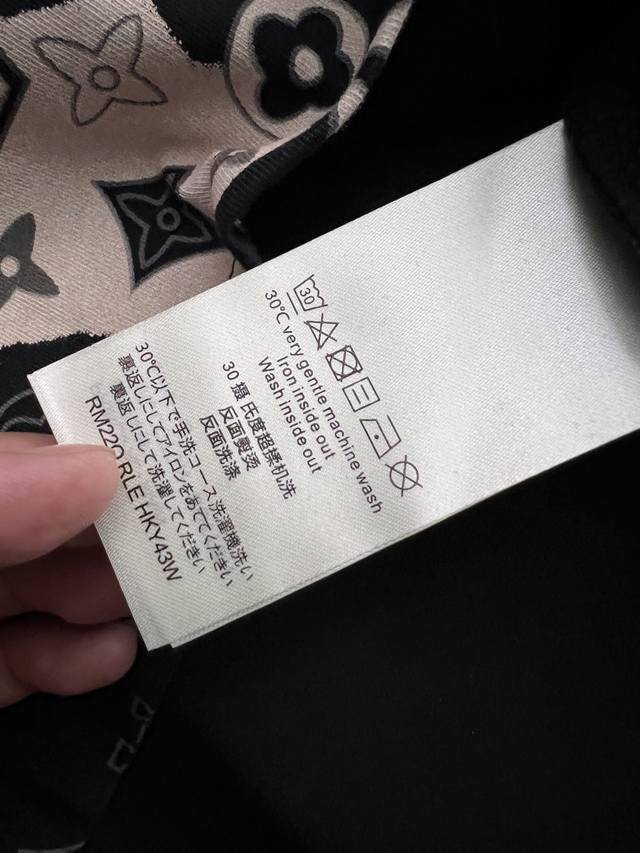 30
30℃ very gentle machine wash
Iron inside out
Wash inside out
30 摄 氏度超揉机洗
反面製烫
反面洗涤
30℃以下で手洗コース洗濯機洗い
裏返しにしてアイロンをあててください
裏返しにして洗濯してください
RM22Q RLE HKY43W